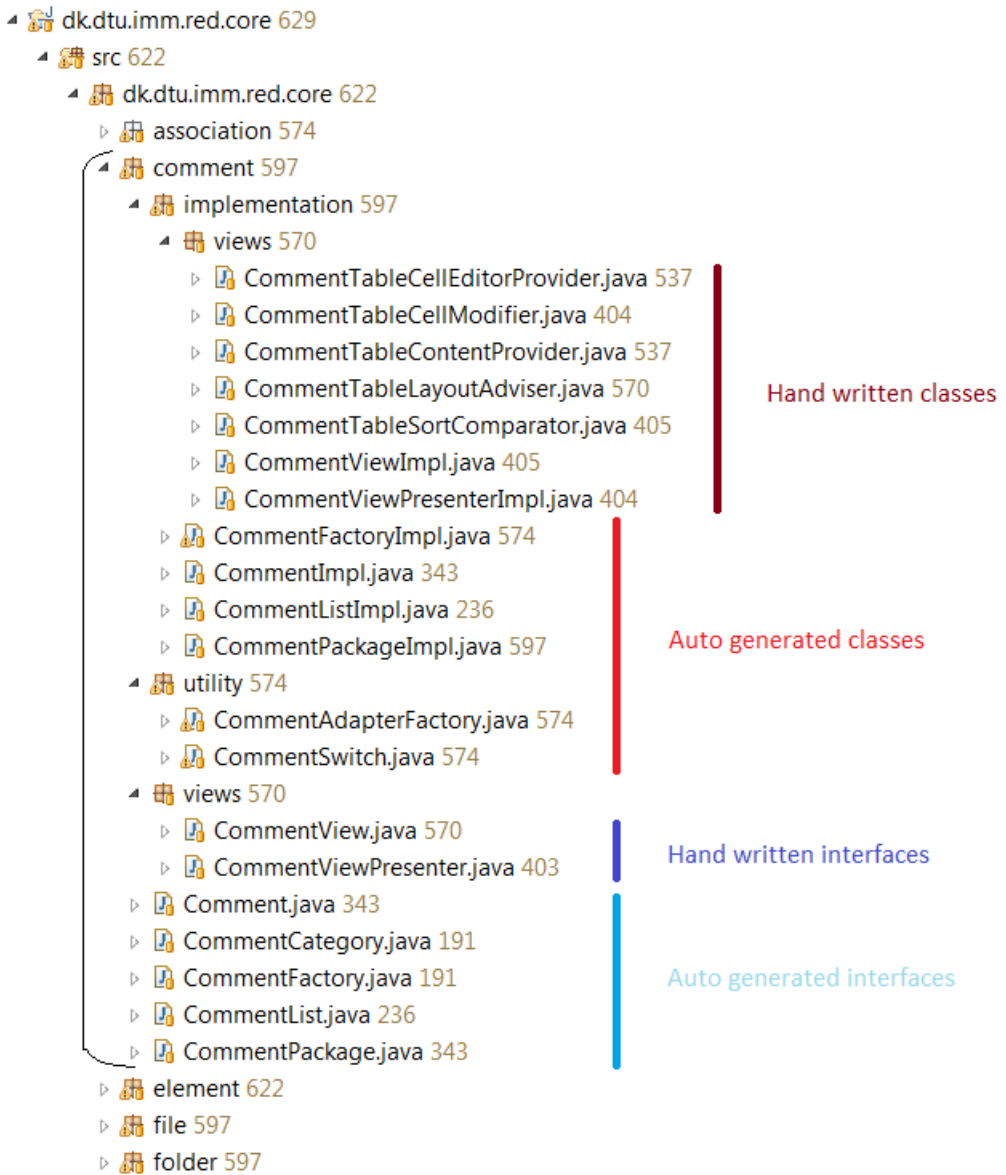 dk.dtu.imm.red.core 629
src 622
dk.dtu.imm.red.core 622
association 574
comment 597
implementation 597
views 570
CommentTableCellEditorProvider.java 537
CommentTableCellModifier.java 404
CommentTableContentProvider.java 537
CommentTableLayoutAdviser.java 570
Hand written classes
CommentTableSortComparator.java 405
CommentViewImpl.java 405
CommentViewPresenterImpl.java 404
CommentFactoryImpl.java 574
CommentImpl.java 343
CommentListImpl.java 236
CommentPackageImpl.java 597
Auto generated classes
utility 574
CommentAdapterFactory.java 574
CommentSwitch.java 574
views 570
CommentView.java 570
Hand written interfaces
CommentViewPresenter.java 403
Comment.java 343
CommentCategory.java 191
CommentFactory.java 191
Auto generated interfaces
CommentList.java 236
CommentPackage.java 343
element 622
file 597
folder 597